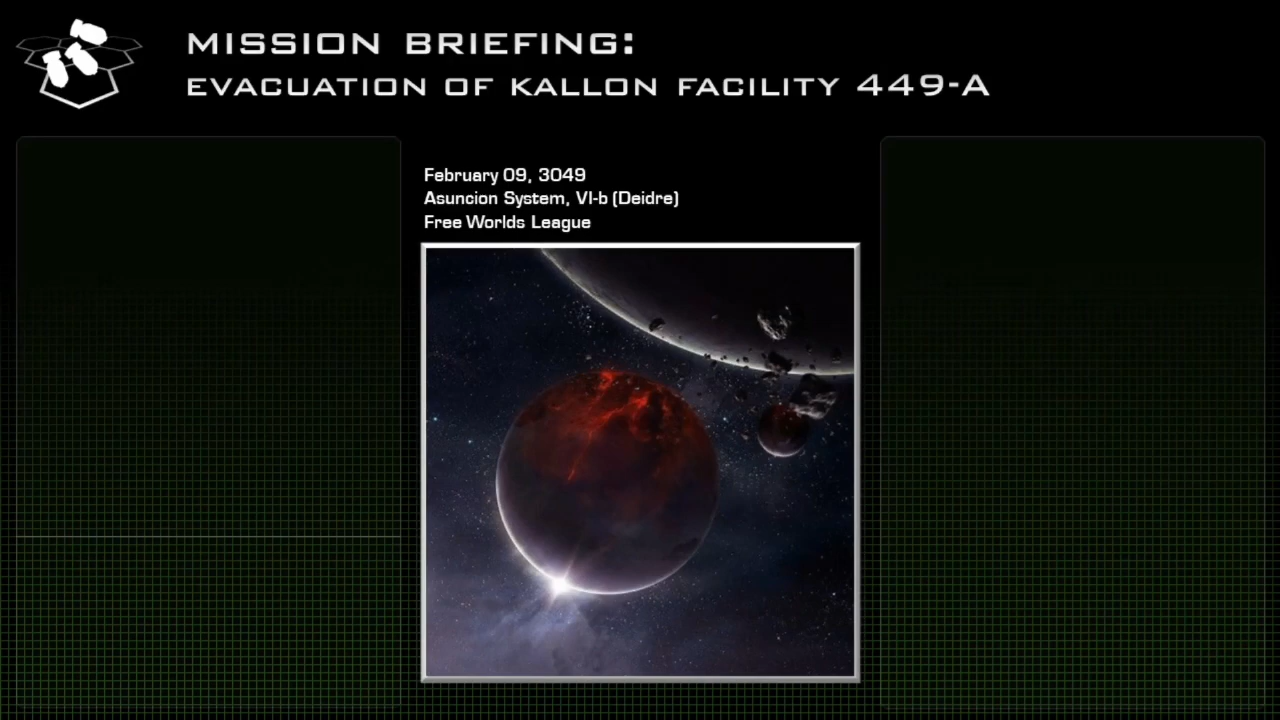 MISSION BRIEFING:
EVACUATION OF KALLON FACILITY 449-A
February 09, 3049
Asuncion System, VI-b (Deidre)
Free Worlds League